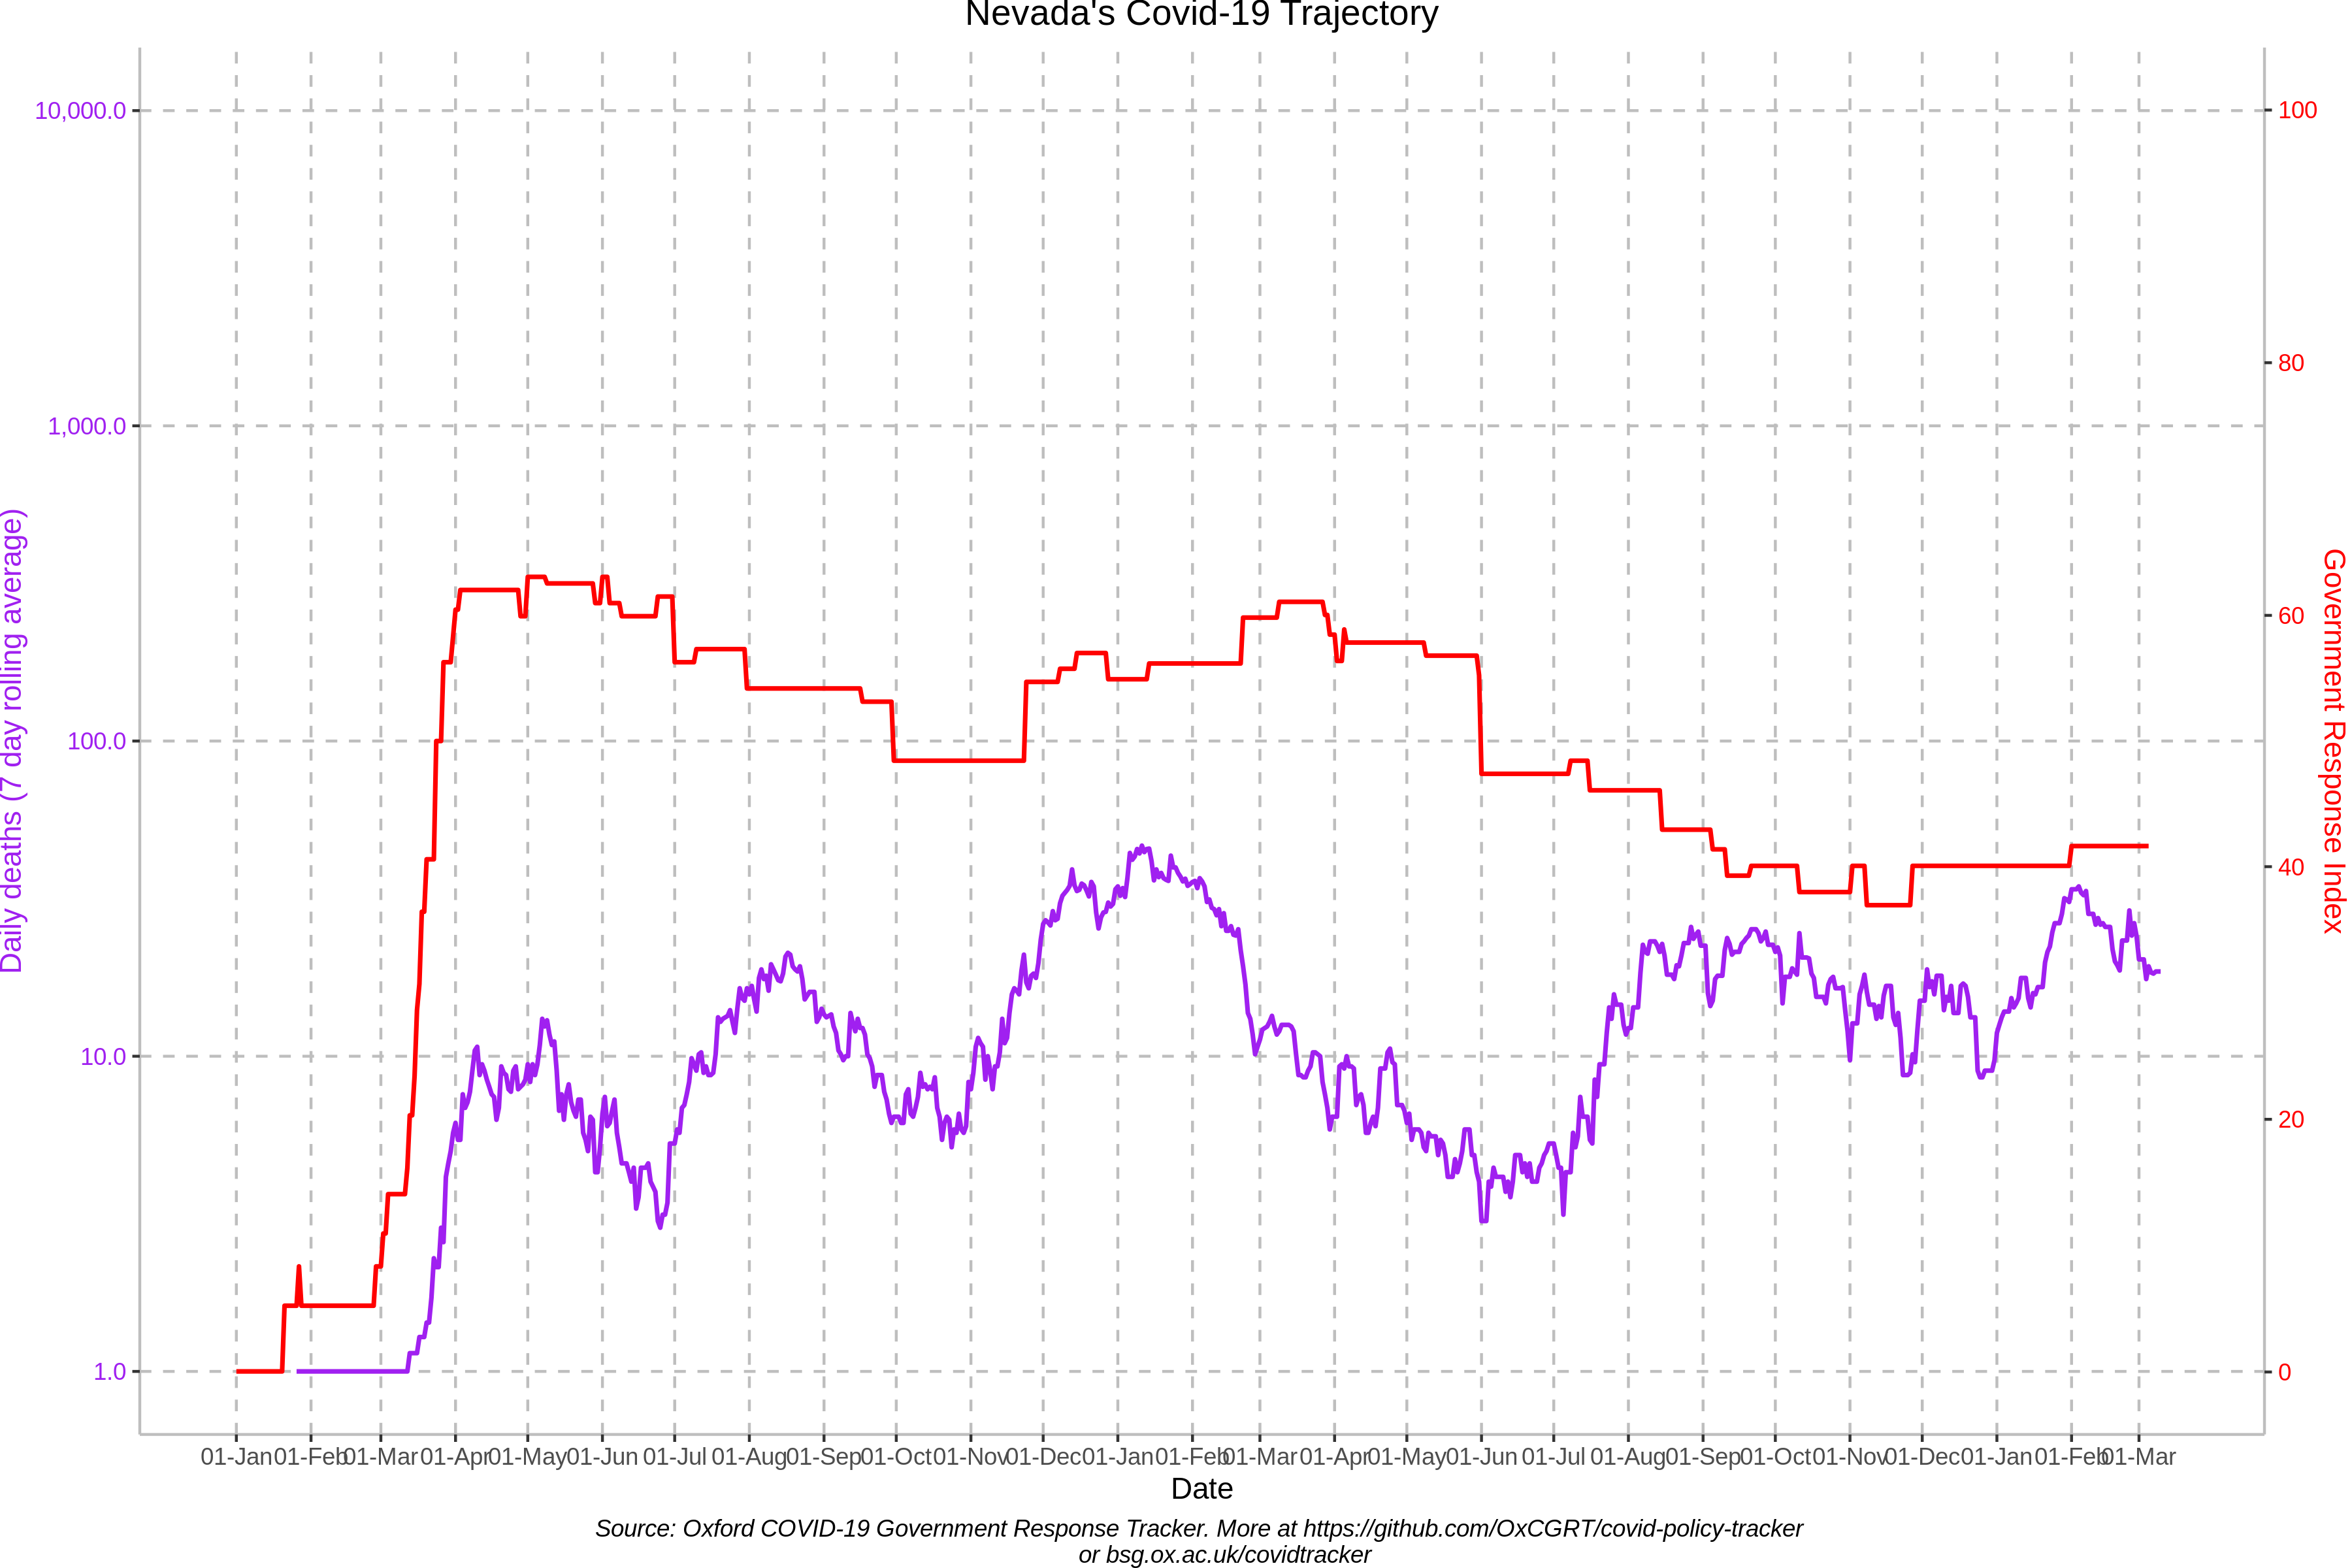 Nevada's Covid-19 Trajectory
10,000.0
1,000.0
100.0
10.0
1.0
Daily deaths (7 day rolling average)
100
80
60
40
20
0
Government Response Index
01-Jan 01-Feb 01-Mar 01-Apr 01-May 01-Jun 01-Jul 01-Aug 01-Sep 01-Oct 01-Nov 01-Dec 01-Jan 01-Feb 01-Mar 01-Apr 01-May 01-Jun 01-Jul 01-Aug 01-Sep 01-Oct 01-Nov 01-Dec 01-Jan 01-Feb 01-Mar
Date
Source: Oxford COVID-19 Government Response Tracker. More at https://github.com/OxCGRT/covid-policy-tracker
or bsg.ox.ac.uk/covidtracker